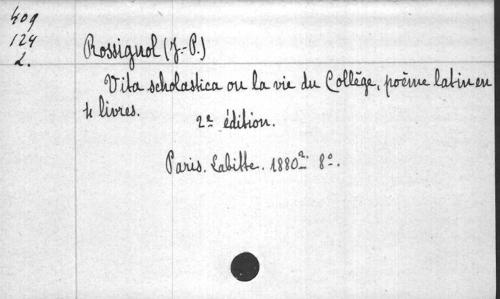 409
124
2.
Rossignol (J.-P.)
Vita scholastica ou la vie du Collège, poème latin en
4 livres.
2e édition.
Paris. Labitte. 1880². 8°.